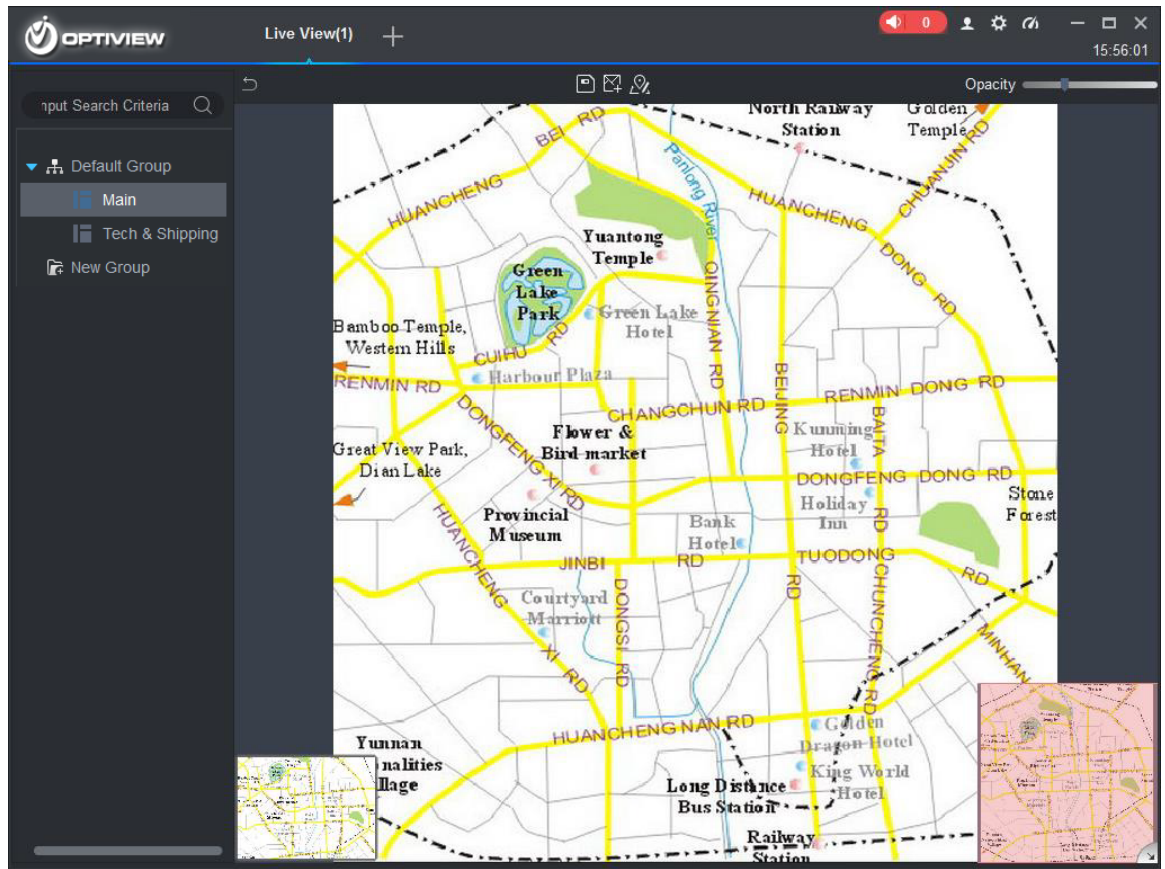 OPTIVIEW
Live View(1)
0
15:56:01
nput Search Criteria
Opacity
Default Group
Main
Tech & Shipping
New Group
North Railway
Station
Golden
Temple
BEI RD
HUANCHENG
Panlong River
HUANCHENG
CHUANJIN RD
DONG RD
Yuantong
Temple
Green
Lake
Park
QINGNIAN RD
Green Lake
Hotel
Bamboo Temple,
Western Hills
CUIHU RD
Harbour Plaza
RENMIN RD
BEIJING
RENMIN DONG RD
CHANGCHUN RD
BAITA
DONGFENG XI RD
Flower &
Bird market
Kunming
Hotel
Great View Park,
Dian Lake
DONGFENG DONG RD
Stone
Forest
Holiday
Inn
RD
Provincial
Museum
Bank
Hotel
HUANCHENG
JINBI RD
TUODONG
RD
RD
DONGSI RD
CHUNCHENG RD
Courtyard
Marriott
XI RD
MINHAN
HUANCHENG NAN RD
Golden
Dragon Hotel
Yunnan
nalities
llage
King World
Hotel
Long Distance
Bus Station
Railway
Station